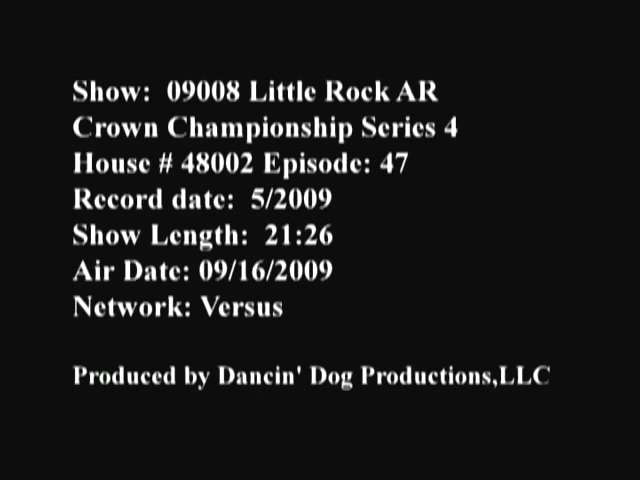 Show:  09008 Little Rock AR
Crown Championship Series 4
House # 48002 Episode: 47
Record date:  5/2009
Show Length:  21:26
Air Date: 09/16/2009
Network: Versus
Produced by Dancin' Dog Productions,LLC